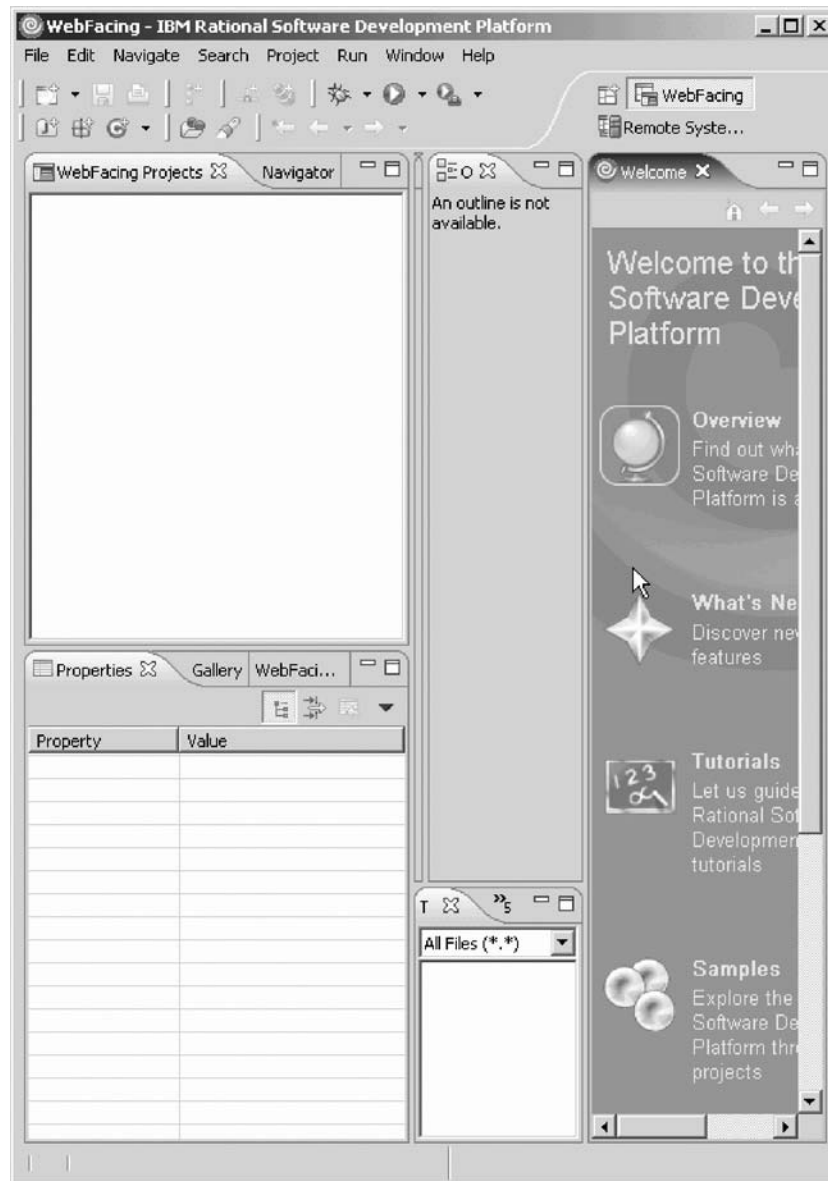 WebFacing - IBM Rational Software Development Platform
File Edit Navigate Search Project Run Window Help
WebFacing
Remote Syste...
WebFacing Projects
Navigator
O
An outline is not
available.
Welcome
Welcome to th
Software Deve
Platform
Overview
Find out wha
Software De
Platform is a
What's Ne
Discover new
features
Tutorials
Let us guide
Rational Sof
Developmen
tutorials
Samples
Explore the
Software De
Platform thro
projects
Properties
Gallery
WebFaci...
Property Value
T
»5
All Files (*.*)